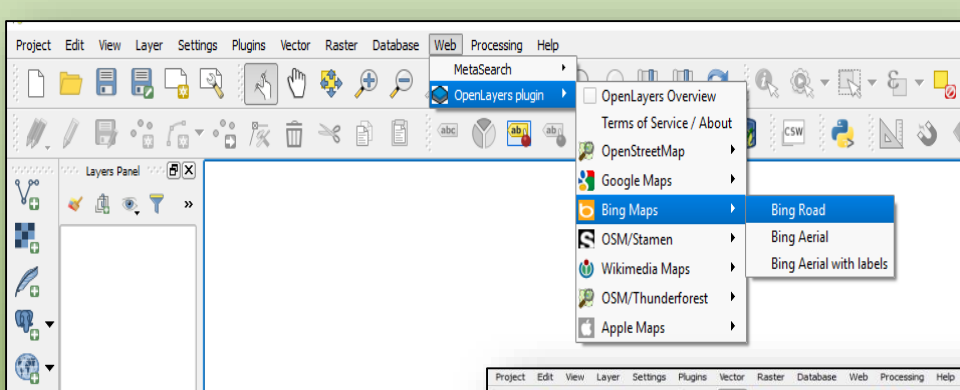 Project Edit View Layer Settings Plugins Vector Raster Database Web Processing Help
MetaSearch
OpenLayers plugin
OpenLayers Overview
Terms of Service / About
OpenStreetMap
Google Maps
Bing Maps
OSM/Stamen
Wikimedia Maps
OSM/Thunderforest
Apple Maps
Bing Road
Bing Aerial
Bing Aerial with labels
abc
ab
CSW
Layers Panel
Project Edit View Layer Settings Plugins Vector Raster Database Web Processing Help